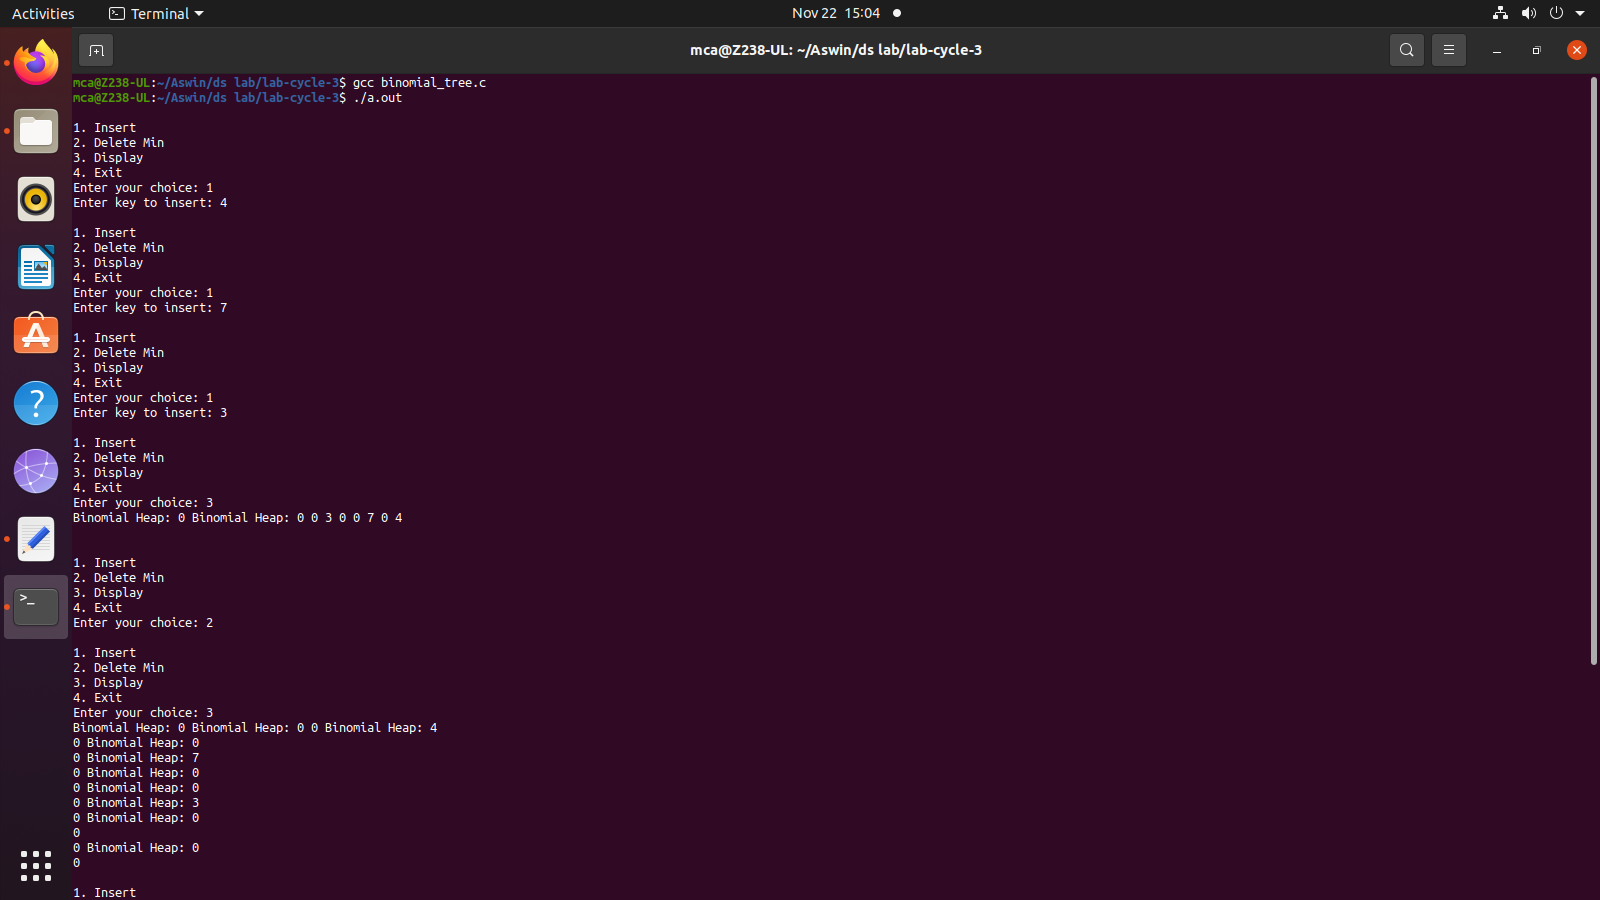 Activities Terminal Nov 22 15:04
mca@Z238-UL: ~/Aswin/ds lab/lab-cycle-3
mca@Z238-UL:~/Aswin/ds lab/lab-cycle-3$ gcc binomial_tree.c
mca@Z238-UL:~/Aswin/ds lab/lab-cycle-3$ ./a.out
1. Insert
2. Delete Min
3. Display
4. Exit
Enter your choice: 1
Enter key to insert: 4
1. Insert
2. Delete Min
3. Display
4. Exit
Enter your choice: 1
Enter key to insert: 7
1. Insert
2. Delete Min
3. Display
4. Exit
Enter your choice: 1
Enter key to insert: 3
1. Insert
2. Delete Min
3. Display
4. Exit
Enter your choice: 3
Binomial Heap: 0 Binomial Heap: 0 0 3 0 0 7 0 4
1. Insert
2. Delete Min
3. Display
4. Exit
Enter your choice: 2
1. Insert
2. Delete Min
3. Display
4. Exit
Enter your choice: 3
Binomial Heap: 0 Binomial Heap: 0 0 Binomial Heap: 4
0 Binomial Heap: 0
0 Binomial Heap: 7
0 Binomial Heap: 0
0 Binomial Heap: 0
0 Binomial Heap: 3
0 Binomial Heap: 0
0
0 Binomial Heap: 0
0
1. Insert